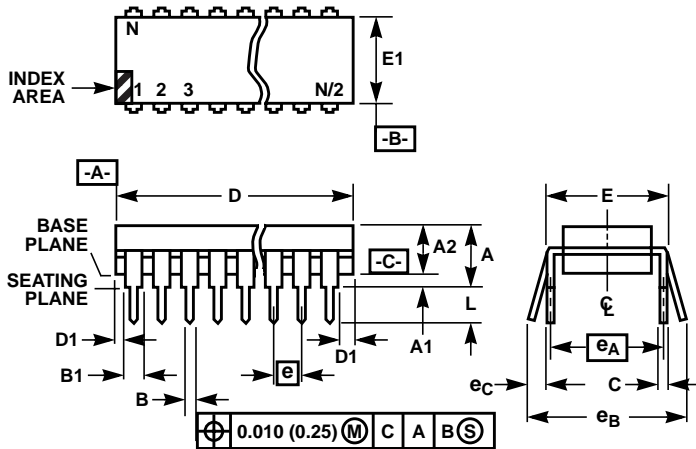 N
E1
INDEX
AREA
1 2 3 N/2
-B-
-A-
D
E
BASE
PLANE
A2
A
-C-
SEATING
PLANE
L
C
L
D1
A1
D1
eA
B1
e
eC
C
B
eB
⌖ 0.010 (0.25) Ⓜ C A B Ⓢ